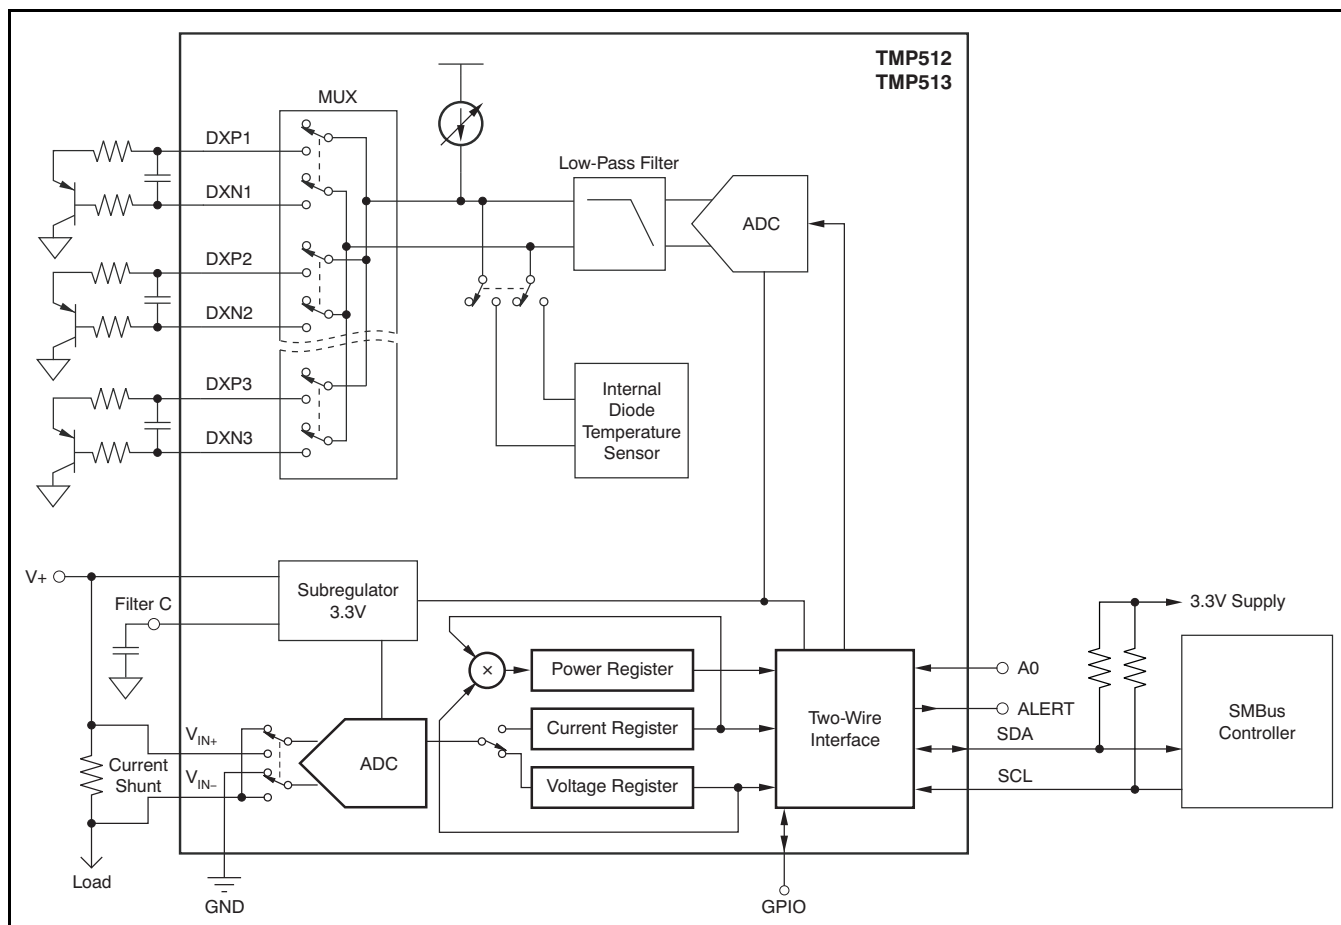 TMP512
TMP513
MUX
DXP1
DXN1
DXP2
DXN2
DXP3
DXN3
Low-Pass Filter
ADC
Internal
Diode
Temperature
Sensor
V+
Subregulator
3.3V
Filter C
3.3V Supply
×
Power Register
Current Register
Voltage Register
Two-Wire
Interface
A0
ALERT
SDA
SCL
SMBus
Controller
VIN+
VIN–
ADC
Current
Shunt
Load
GND
GPIO